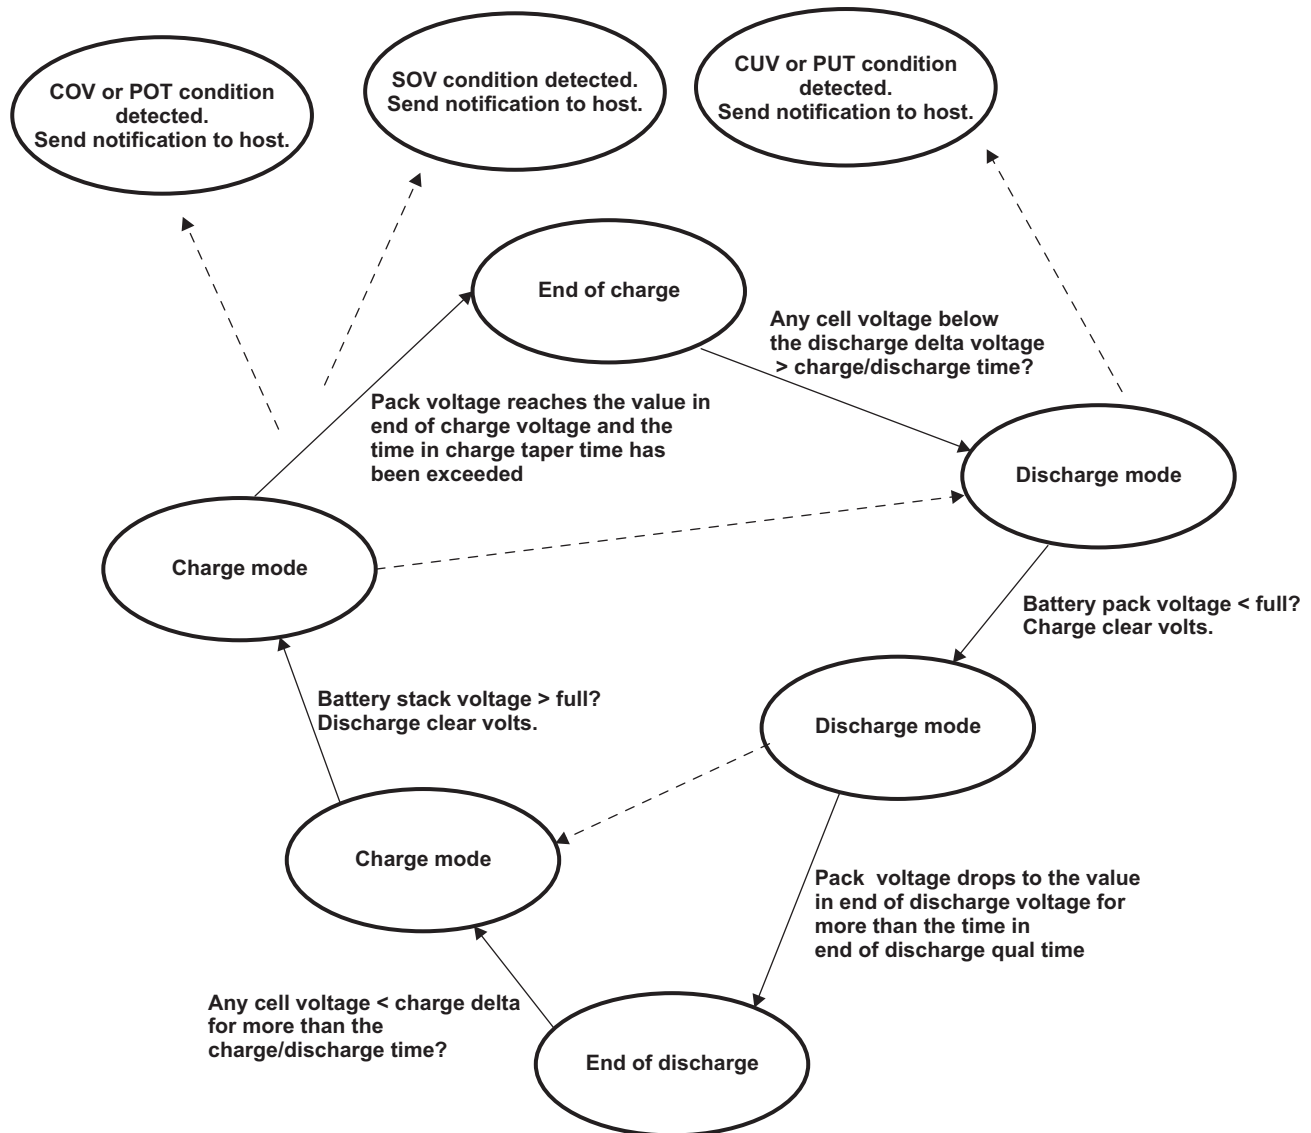 COV or POT condition
detected.
Send notification to host.
SOV condition detected.
Send notification to host.
CUV or PUT condition
detected.
Send notification to host.
End of charge
Any cell voltage below
the discharge delta voltage
> charge/discharge time?
Pack voltage reaches the value in
end of charge voltage and the
time in charge taper time has
been exceeded
Discharge mode
Charge mode
Battery pack voltage < full?
Charge clear volts.
Battery stack voltage > full?
Discharge clear volts.
Discharge mode
Charge mode
Pack voltage drops to the value
in end of discharge voltage for
more than the time in
end of discharge qual time
Any cell voltage < charge delta
for more than the
charge/discharge time?
End of discharge